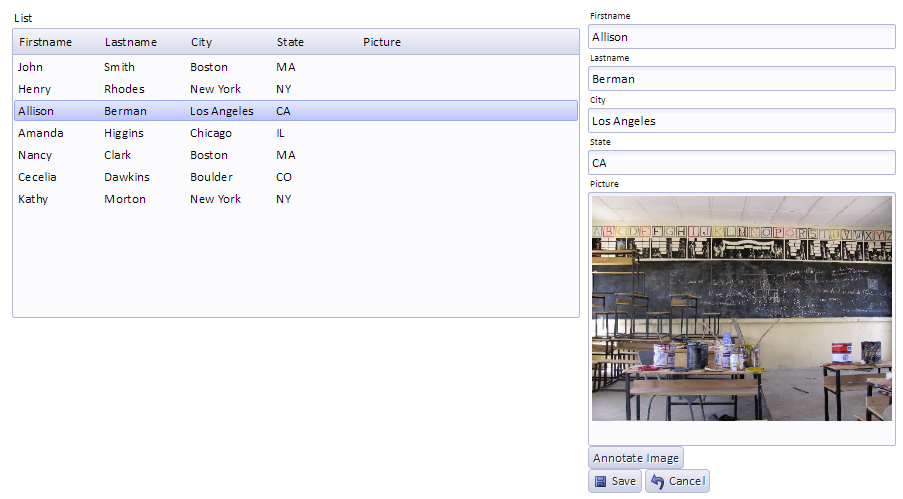 List
Firstname Lastname City State Picture
John Smith Boston MA
Henry Rhodes New York NY
Allison Berman Los Angeles CA
Amanda Higgins Chicago IL
Nancy Clark Boston MA
Cecelia Dawkins Boulder CO
Kathy Morton New York NY
Firstname
Allison
Lastname
Berman
City
Los Angeles
State
CA
Picture
A B C D E F G H I J K L M N O P Q R S T U V W X Y Z
Annotate Image
Save Cancel